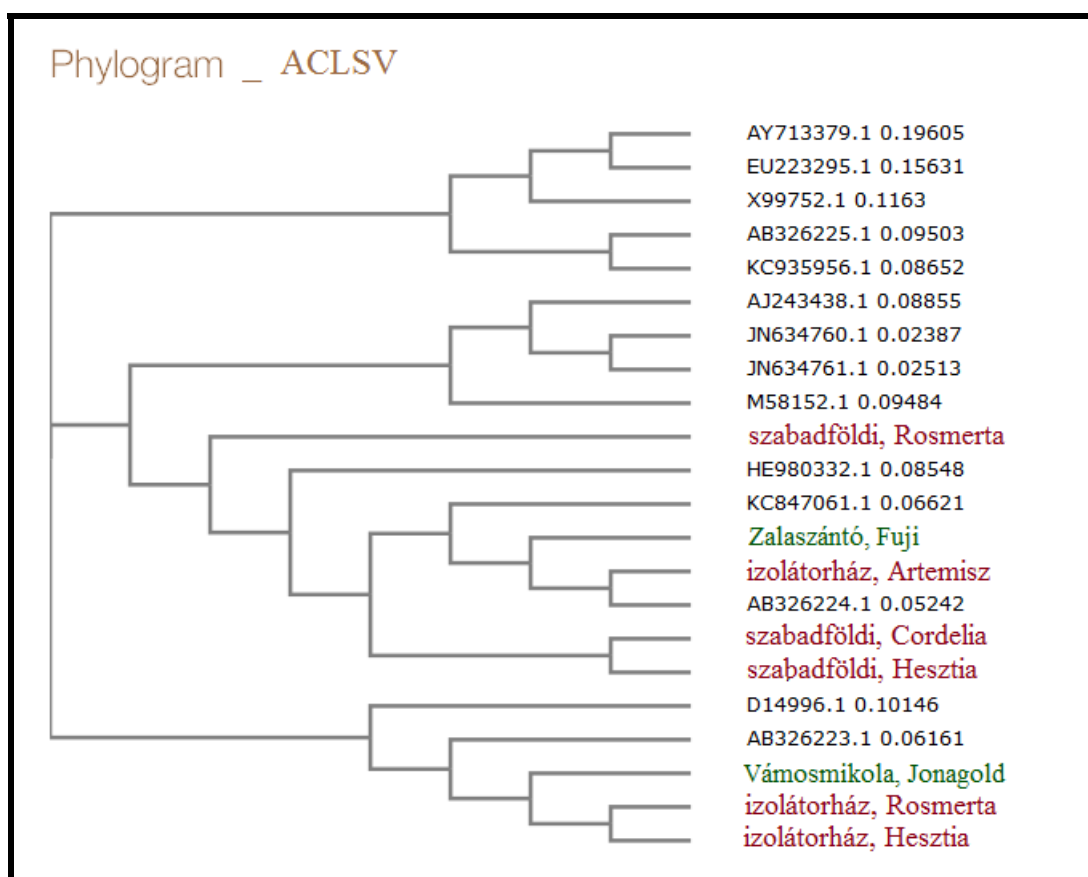 Phylogram _ ACLSV
AY713379.1 0.19605
EU223295.1 0.15631
X99752.1 0.1163
AB326225.1 0.09503
KC935956.1 0.08652
AJ243438.1 0.08855
JN634760.1 0.02387
JN634761.1 0.02513
M58152.1 0.09484
szabadföldi, Rosmerta
HE980332.1 0.08548
KC847061.1 0.06621
Zalaszántó, Fuji
izolátorház, Artemisz
AB326224.1 0.05242
szabadföldi, Cordelia
szabadföldi, Hesztia
D14996.1 0.10146
AB326223.1 0.06161
Vámosmikola, Jonagold
izolátorház, Rosmerta
izolátorház, Hesztia